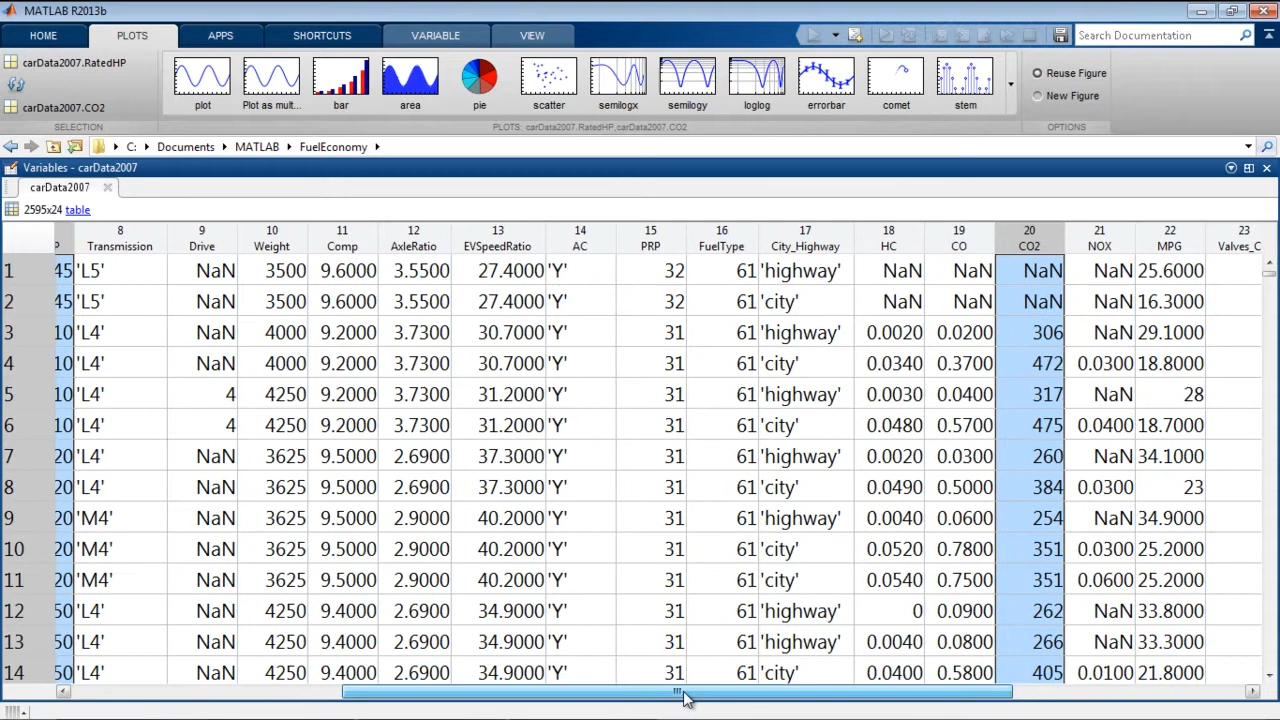 MATLAB R2013b
HOME PLOTS APPS SHORTCUTS VARIABLE VIEW Search Documentation
carData2007.RatedHP
carData2007.CO2
plot Plot as mult... bar area pie scatter semilogx semilogy loglog errorbar comet stem
Reuse Figure
New Figure
SELECTION PLOTS: carData2007.RatedHP,carData2007.CO2 OPTIONS
C: Documents MATLAB FuelEconomy
Variables - carData2007
carData2007
2595x24 table
8 9 10 11 12 13 14 15 16 17 18 19 20 21 22 23
P Transmission Drive Weight Comp AxleRatio EVSpeedRatio AC PRP FuelType City_Highway HC CO CO2 NOX MPG Valves_C
1 45 'L5' NaN 3500 9.6000 3.5500 27.4000 'Y' 32 61 'highway' NaN NaN NaN NaN 25.6000
2 45 'L5' NaN 3500 9.6000 3.5500 27.4000 'Y' 32 61 'city' NaN NaN NaN NaN 16.3000
3 10 'L4' NaN 4000 9.2000 3.7300 30.7000 'Y' 31 61 'highway' 0.0020 0.0200 306 NaN 29.1000
4 10 'L4' NaN 4000 9.2000 3.7300 30.7000 'Y' 31 61 'city' 0.0340 0.3700 472 0.0300 18.8000
5 10 'L4' 4 4250 9.2000 3.7300 31.2000 'Y' 31 61 'highway' 0.0030 0.0400 317 NaN 28
6 10 'L4' 4 4250 9.2000 3.7300 31.2000 'Y' 31 61 'city' 0.0480 0.5700 475 0.0400 18.7000
7 20 'L4' NaN 3625 9.5000 2.6900 37.3000 'Y' 31 61 'highway' 0.0020 0.0300 260 NaN 34.1000
8 20 'L4' NaN 3625 9.5000 2.6900 37.3000 'Y' 31 61 'city' 0.0490 0.5000 384 0.0300 23
9 20 'M4' NaN 3625 9.5000 2.9000 40.2000 'Y' 31 61 'highway' 0.0040 0.0600 254 NaN 34.9000
10 20 'M4' NaN 3625 9.5000 2.9000 40.2000 'Y' 31 61 'city' 0.0520 0.7800 351 0.0300 25.2000
11 20 'M4' NaN 3625 9.5000 2.9000 40.2000 'Y' 31 61 'city' 0.0540 0.7500 351 0.0600 25.2000
12 50 'L4' NaN 4250 9.4000 2.6900 34.9000 'Y' 31 61 'highway' 0 0.0900 262 NaN 33.8000
13 50 'L4' NaN 4250 9.4000 2.6900 34.9000 'Y' 31 61 'highway' 0.0040 0.0800 266 NaN 33.3000
14 50 'L4' NaN 4250 9.4000 2.6900 34.9000 'Y' 31 61 'city' 0.0400 0.5800 405 0.0100 21.8000